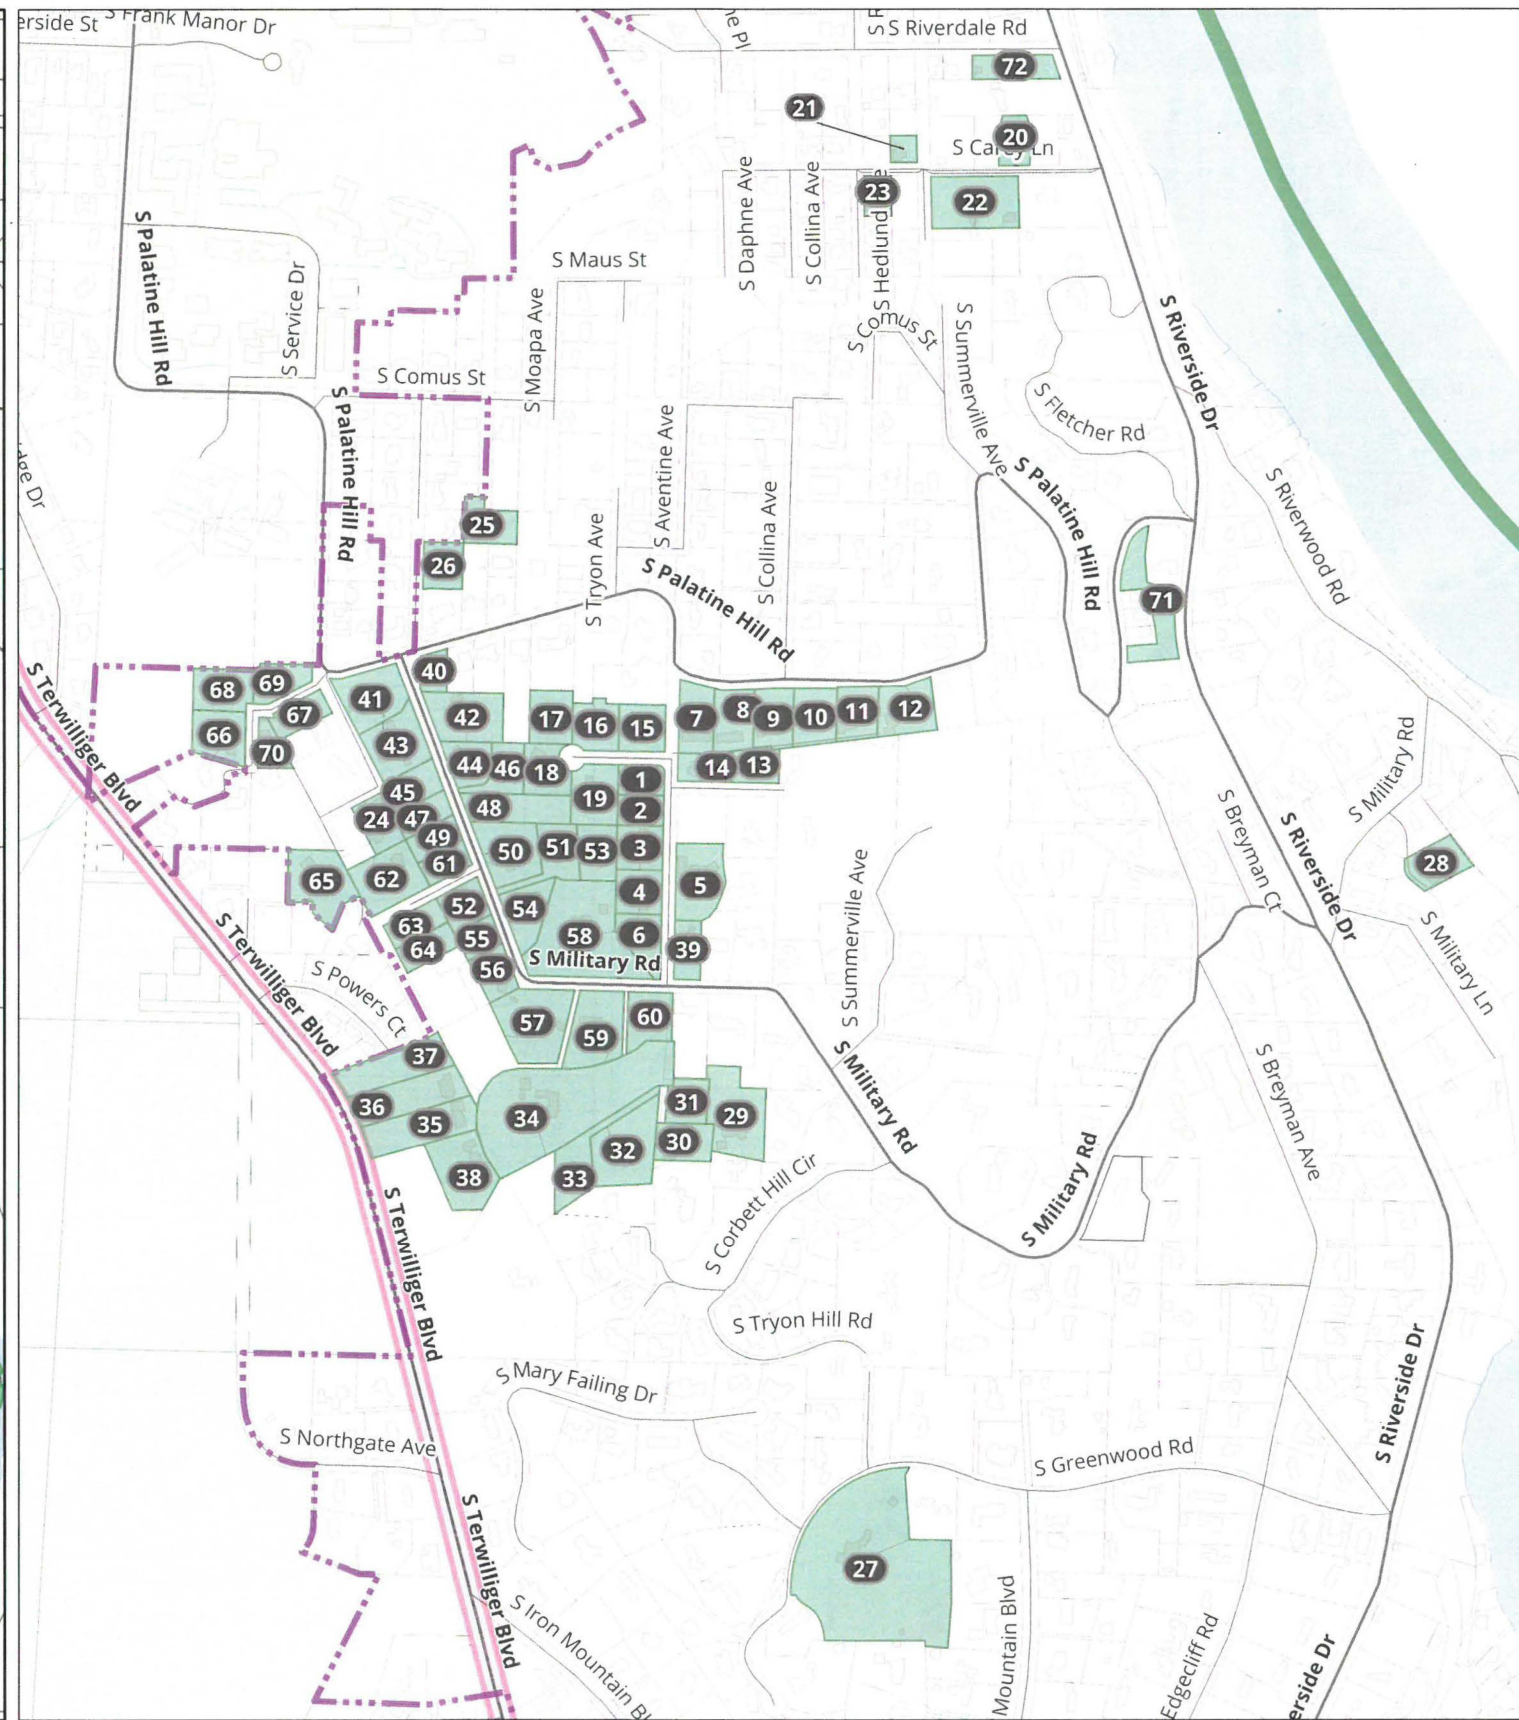 erside St
S Frank Manor Dr
ne Pl
S R
S Riverdale Rd
72
21
20
S Carey Ln
23
22
S Daphne Ave
S Collina Ave
S Hedlund
S Palatine Hill Rd
S Service Dr
S Maus St
S Moapa Ave
S Comus St
S Comus St
S Summerville Ave
S Riverside Dr
S Palatine Hill Rd
S Fletcher Rd
dge Dr
S Aventine Ave
S Collina Ave
S Tryon Ave
S Palatine Hill Rd
S Riverwood Rd
25
26
S Palatine Hill Rd
71
S Terwilliger Blvd
68
69
67
66
70
40
41
42
43
17
16
15
7
8
9
10
11
12
44
46
18
14
13
1
45
19
2
48
24
47
49
50
51
53
3
61
65
62
4
5
52
54
63
58
6
64
55
39
56
S Military Rd
S Military Rd
S Breyman Ct
S Riverside Dr
28
S Military Ln
S Summerville Ave
S Terwilliger Blvd
S Powers Ct
57
59
60
37
36
35
34
31
29
32
30
38
33
S Military Rd
S Military Rd
S Breyman Ave
S Corbett Hill Cir
S Terwilliger Blvd
S Tryon Hill Rd
S Mary Failing Dr
S Riverside Dr
S Northgate Ave
S Greenwood Rd
S Terwilliger Blvd
27
S Iron Mountain Bl
Mountain Blvd
Edgecliff Rd
erside Dr